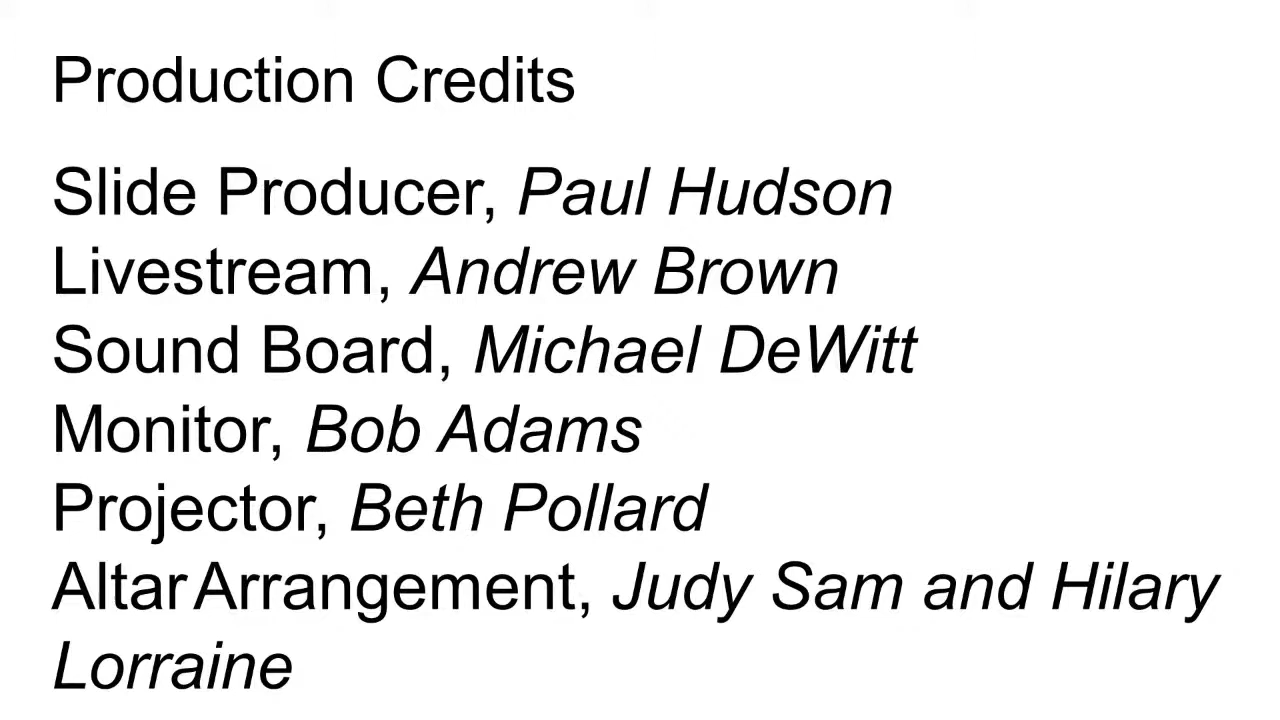 Production Credits
Slide Producer, Paul Hudson
Livestream, Andrew Brown
Sound Board, Michael DeWitt
Monitor, Bob Adams
Projector, Beth Pollard
Altar Arrangement, Judy Sam and Hilary
Lorraine